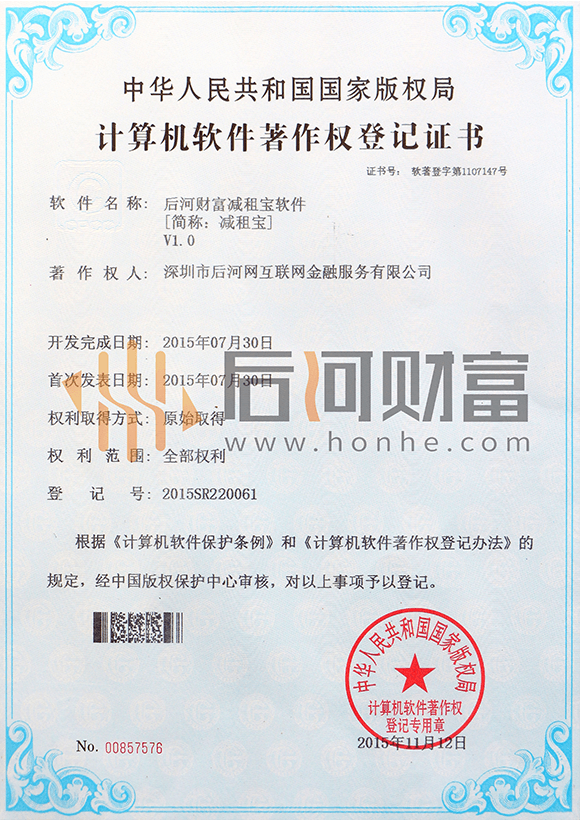 中华人民共和国国家版权局
计算机软件著作权登记证书
证书号： 软著登字第1107147号
软件名称： 后河财富减租宝软件
[简称：减租宝]
V1.0
著作权人： 深圳市后河网互联网金融服务有限公司
开发完成日期： 2015年07月30日
首次发表日期： 2015年07月30日
权利取得方式： 原始取得
权利范围： 全部权利
登记号： 2015SR220061
后河财富
www.honhe.com
根据《计算机软件保护条例》和《计算机软件著作权登记办法》的
规定，经中国版权保护中心审核，对以上事项予以登记。
中华人民共和国国家版权局
计算机软件著作权
登记专用章
2015年11月12日
No. 00857576